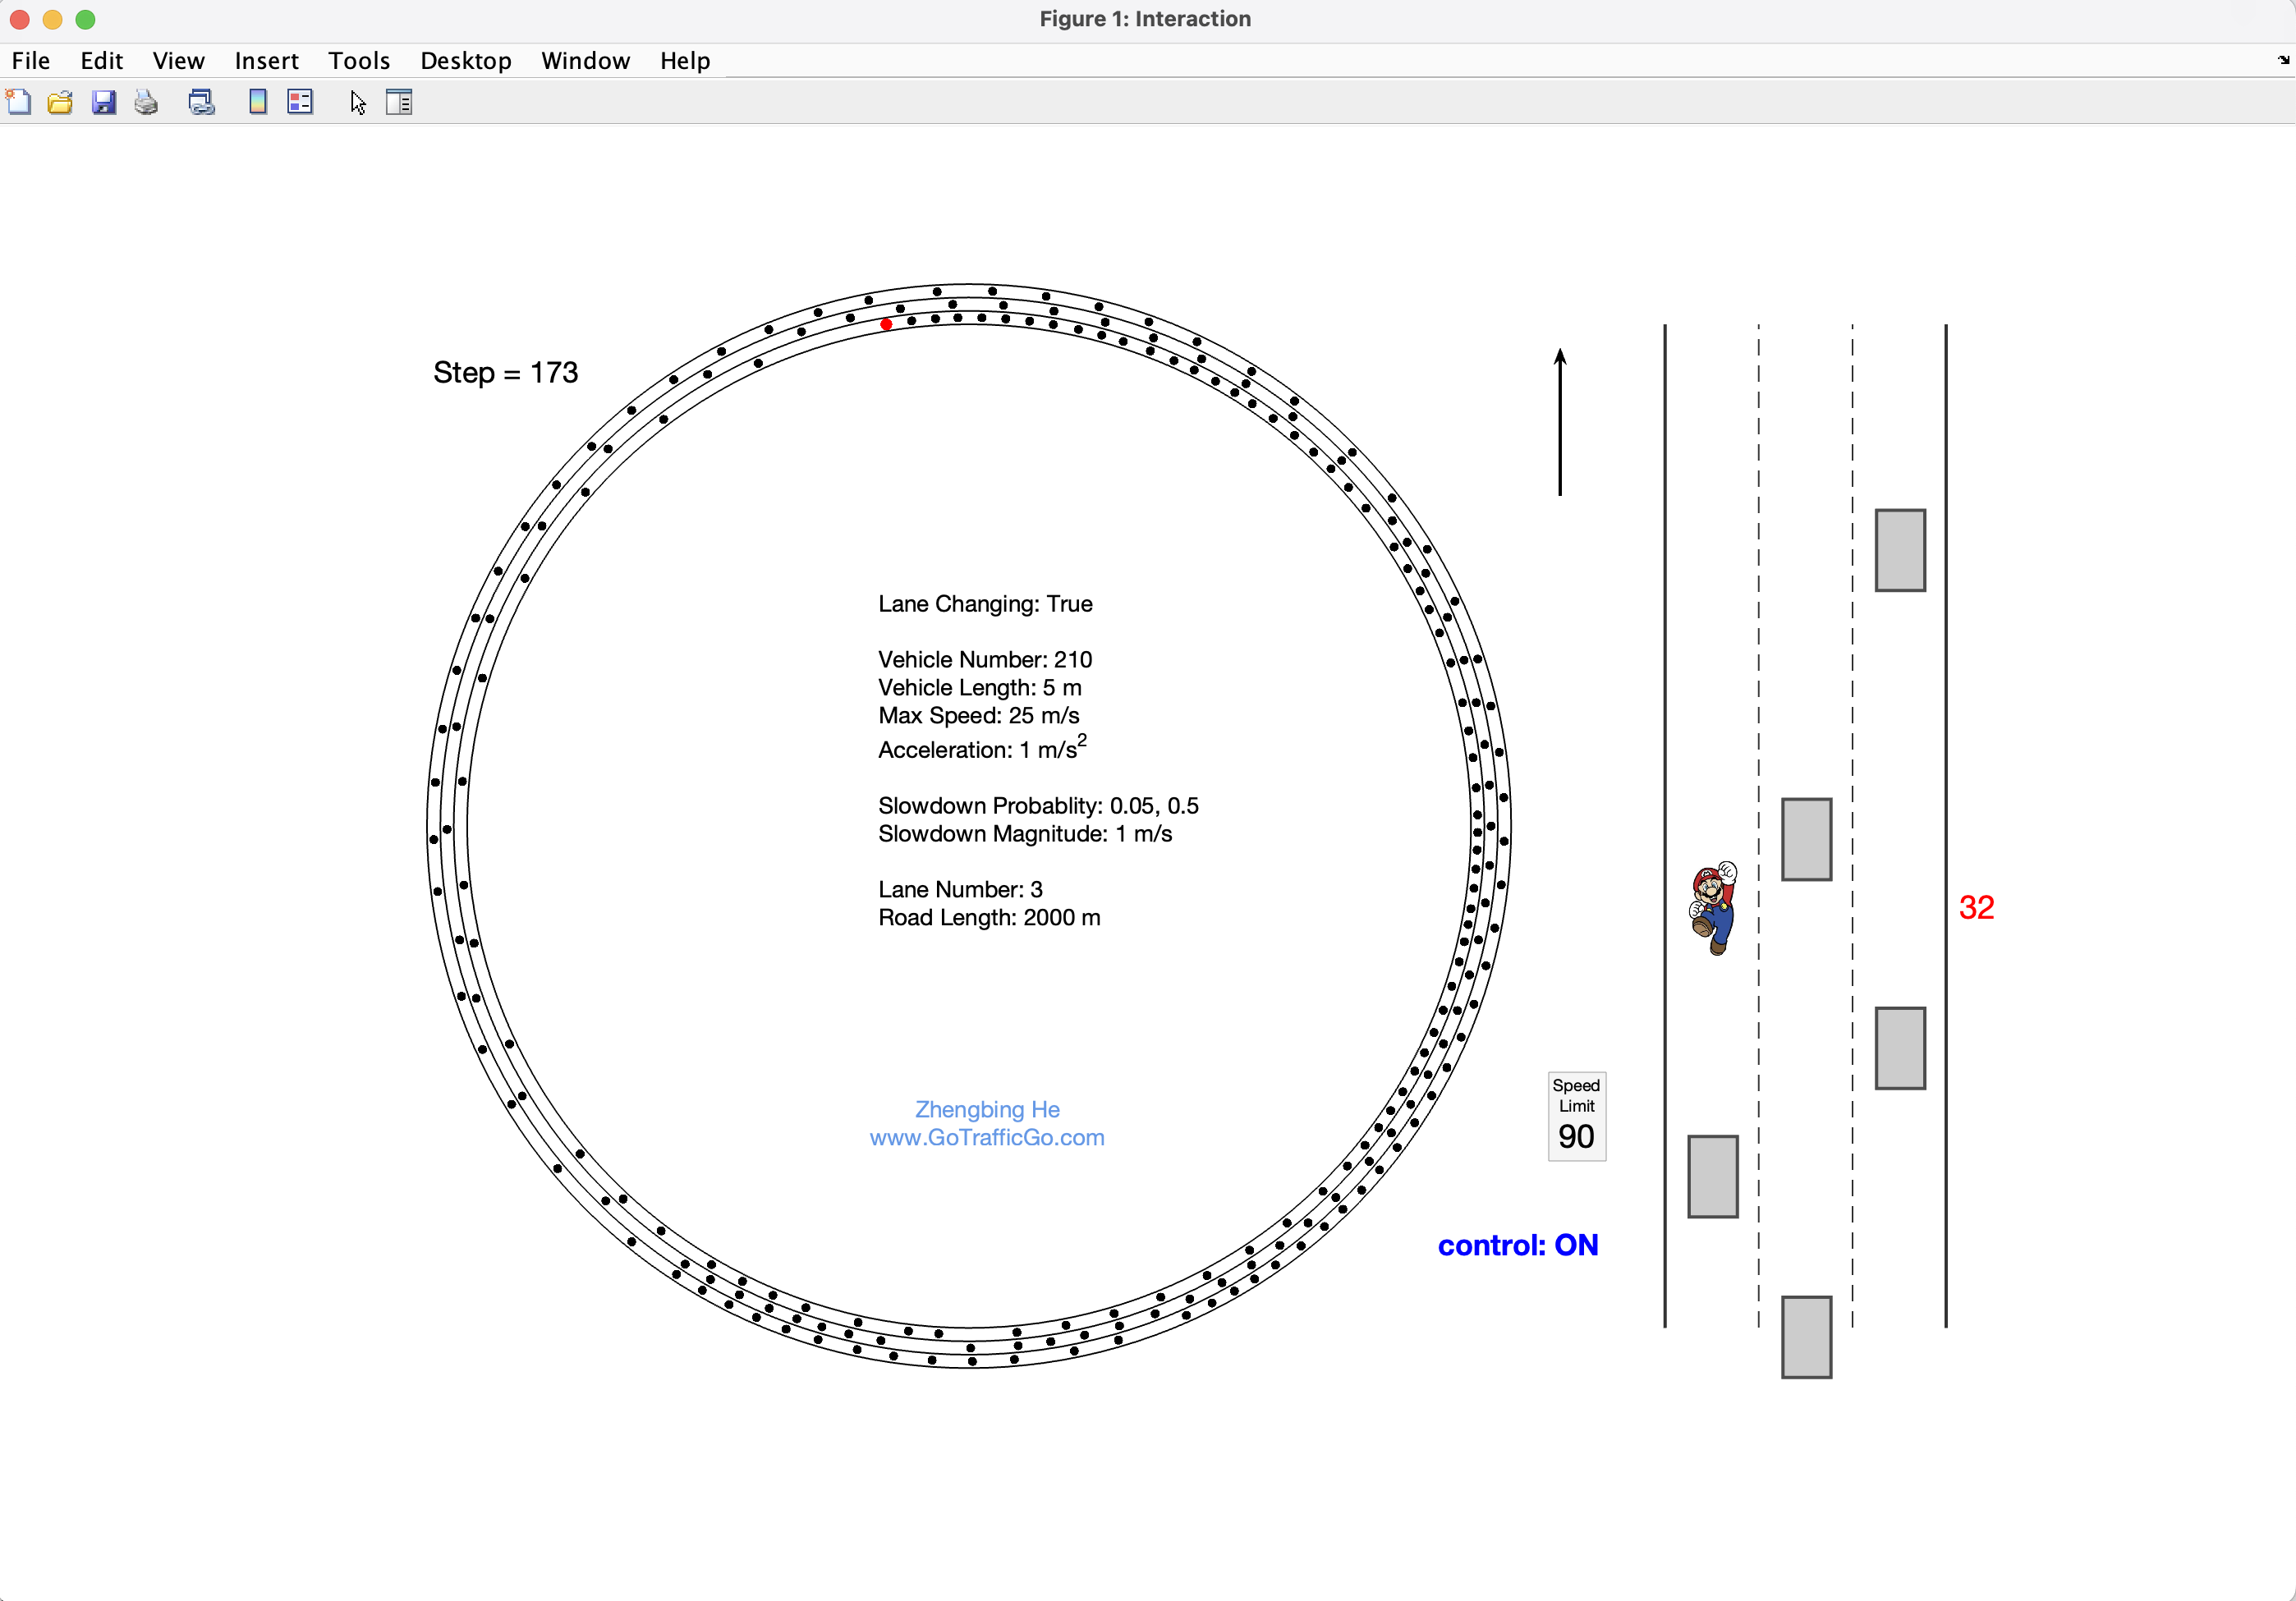 Figure 1: Interaction
File Edit View Insert Tools Desktop Window Help
Step = 173
Lane Changing: True
Vehicle Number: 210
Vehicle Length: 5 m
Max Speed: 25 m/s
Acceleration: 1 m/s²
Slowdown Probablity: 0.05, 0.5
Slowdown Magnitude: 1 m/s
Lane Number: 3
Road Length: 2000 m
Zhengbing He
www.GoTrafficGo.com
32
Speed
Limit
90
control: ON